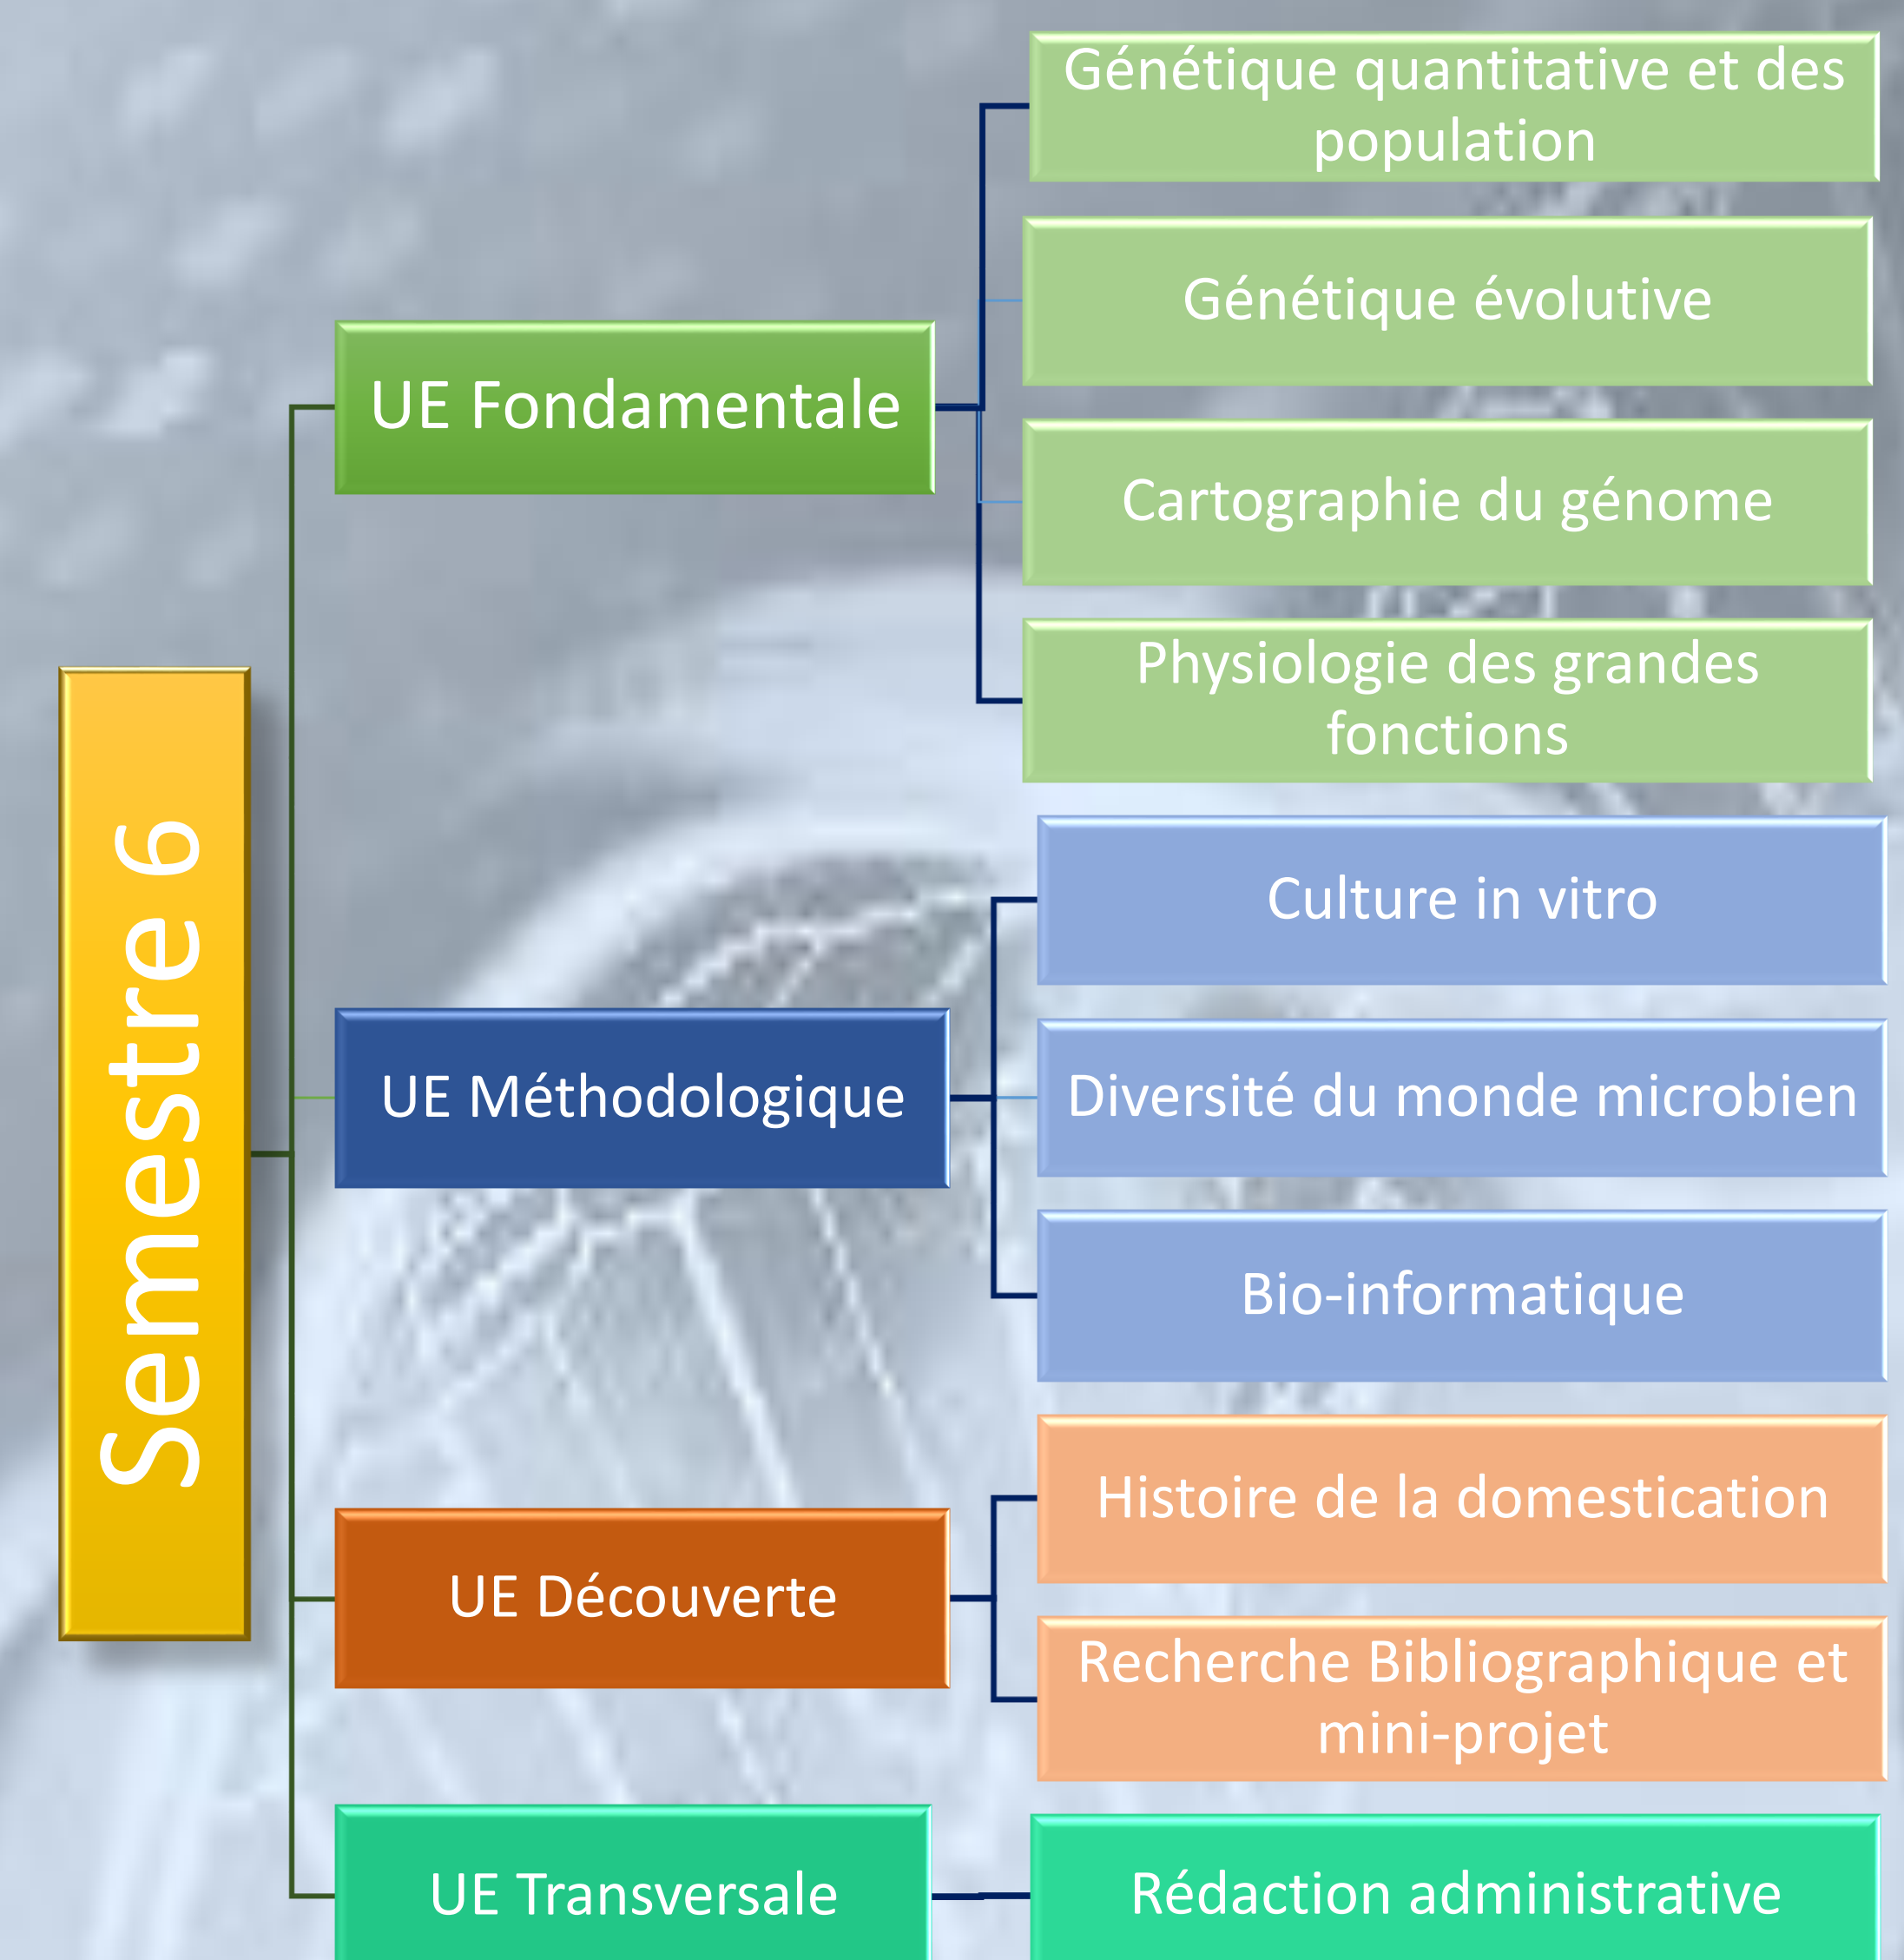 Semestre 6
UE Fondamentale
Génétique quantitative et des
population
Génétique évolutive
Cartographie du génome
Physiologie des grandes
fonctions
UE Méthodologique
Culture in vitro
Diversité du monde microbien
Bio-informatique
UE Découverte
Histoire de la domestication
Recherche Bibliographique et
mini-projet
UE Transversale
Rédaction administrative